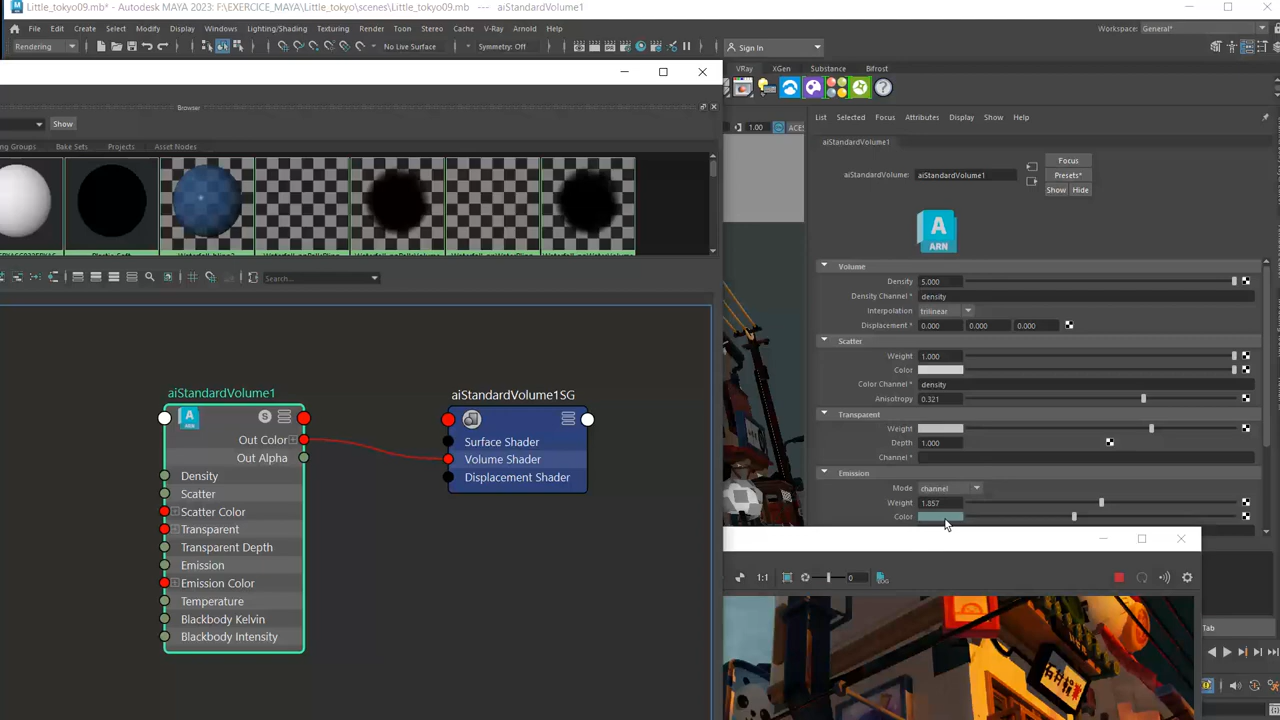 Little_tokyo09.mb* - Autodesk MAYA 2023: F:\EXERCICE_MAYA\Little_tokyo\scenes\Little_tokyo09.mb --- aiStandardVolume1
File Edit Create Select Modify Display Windows Lighting/Shading Texturing Render Toon Stereo Cache V-Ray Arnold Help
Workspace: General*
Rendering
No Live Surface
Symmetry: Off
Sign In
VRay XGen Substance Bifrost
Browser
Show
1.00
ACES
List Selected Focus Attributes Display Show Help
ing Groups Bake Sets Projects Asset Nodes
aiStandardVolume1
Focus
aiStandardVolume: aiStandardVolume1
Presets*
Show Hide
A
ARN
Search...
Volume
Density 5.000
Density Channel * density
Interpolation trilinear
Displacement * 0.000 0.000 0.000
Scatter
Weight 1.000
Color
Color Channel * density
Anisotropy 0.321
Transparent
Weight
Depth 1.000
Channel *
Emission
Mode channel
Weight 1.857
Color
aiStandardVolume1
S
Out Color
Out Alpha
Density
Scatter
Scatter Color
Transparent
Transparent Depth
Emission
Emission Color
Temperature
Blackbody Kelvin
Blackbody Intensity
aiStandardVolume1SG
Surface Shader
Volume Shader
Displacement Shader
1:1
0
LOG
Tab